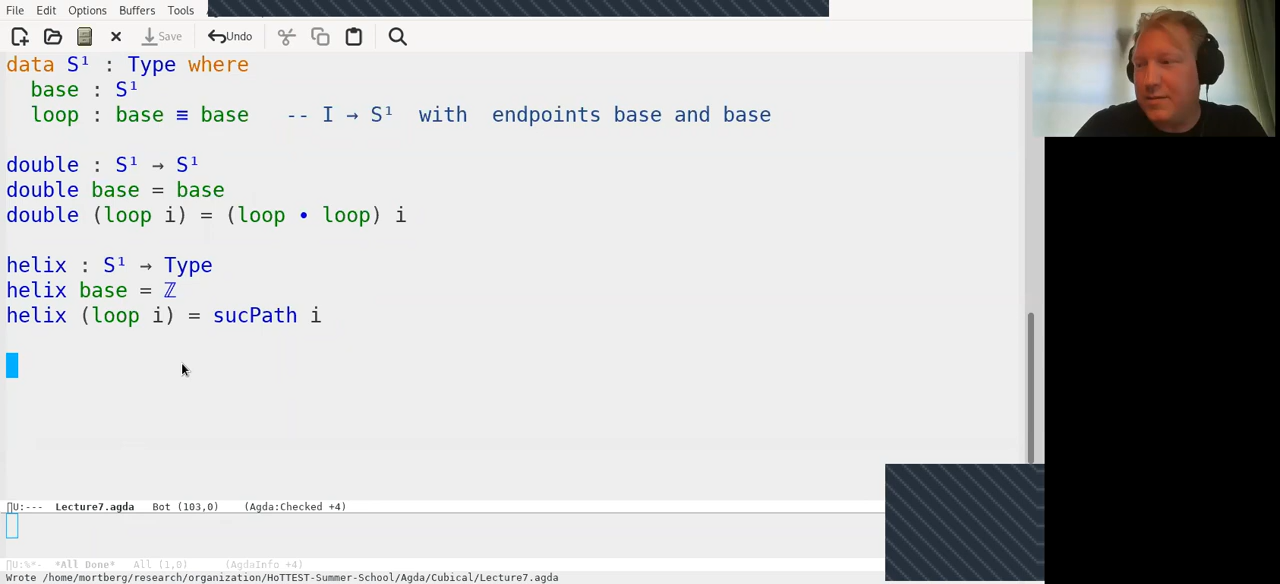 File Edit Options Buffers Tools
Save Undo
data S¹ : Type where
base : S¹
loop : base ≡ base -- I → S¹ with endpoints base and base
double : S¹ → S¹
double base = base
double (loop i) = (loop • loop) i
helix : S¹ → Type
helix base = ℤ
helix (loop i) = sucPath i
U:--- Lecture7.agda Bot (103,0) (Agda:Checked +4)
U:%*- *All Done* All (1,0) (AgdaInfo +4)
Wrote /home/mortberg/research/organization/HoTTEST-Summer-School/Agda/Cubical/Lecture7.agda